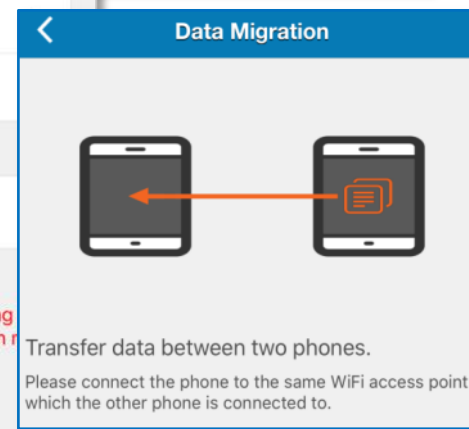 Data Migration
Transfer data between two phones.
Please connect the phone to the same WiFi access point
which the other phone is connected to.